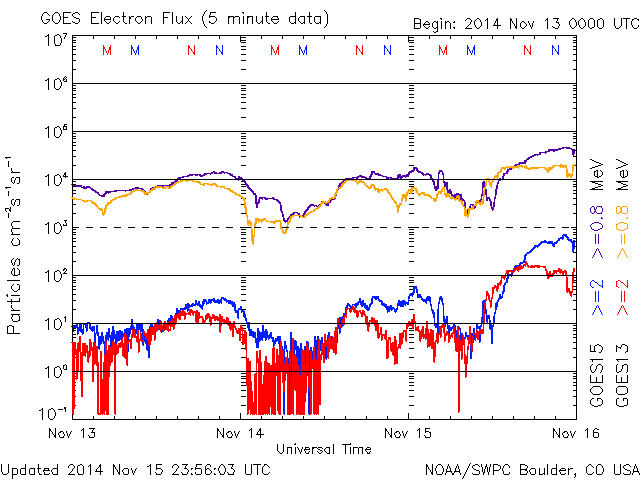 GOES Electron Flux (5 minute data)
Begin: 2014 Nov 13 0000 UTC
10⁷
M M N N M M N N M M N N
10⁶
10⁵
10⁴
10³
10²
10¹
10⁰
10⁻¹
Particles cm⁻²s⁻¹sr⁻¹
Nov 13 Nov 14 Nov 15 Nov 16
Universal Time
GOES15 >=2 >=0.8 MeV
GOES13 >=2 >=0.8 MeV
Updated 2014 Nov 15 23:56:03 UTC
NOAA/SWPC Boulder, CO USA